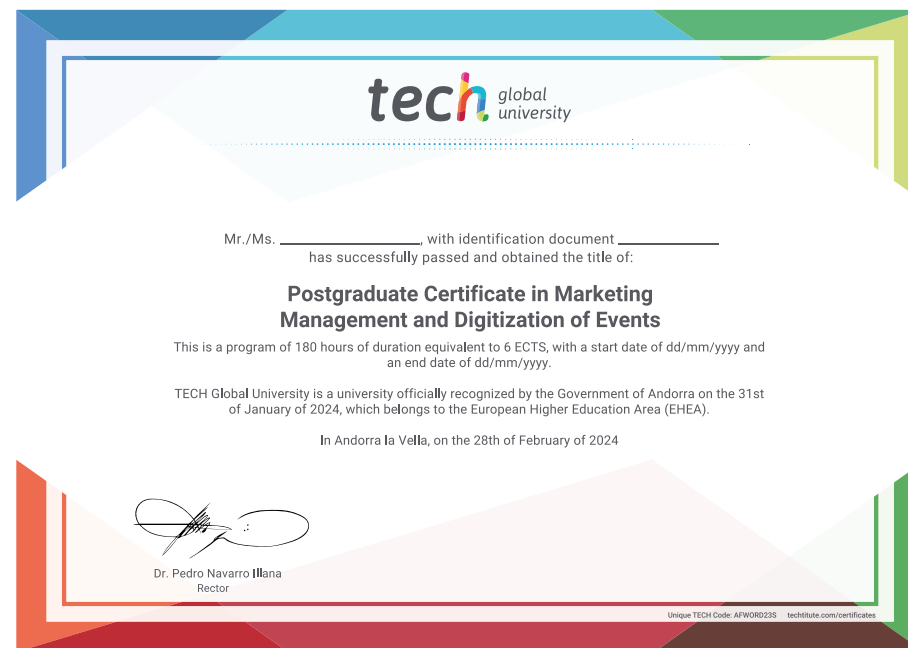 tech global
university
Mr./Ms. ____________, with identification document ____________
has successfully passed and obtained the title of:
Postgraduate Certificate in Marketing
Management and Digitization of Events
This is a program of 180 hours of duration equivalent to 6 ECTS, with a start date of dd/mm/yyyy and
an end date of dd/mm/yyyy.
TECH Global University is a university officially recognized by the Government of Andorra on the 31st
of January of 2024, which belongs to the European Higher Education Area (EHEA).
In Andorra la Vella, on the 28th of February of 2024
Dr. Pedro Navarro Illana
Rector
Unique TECH Code: AFWORD23S techtitute.com/certificates